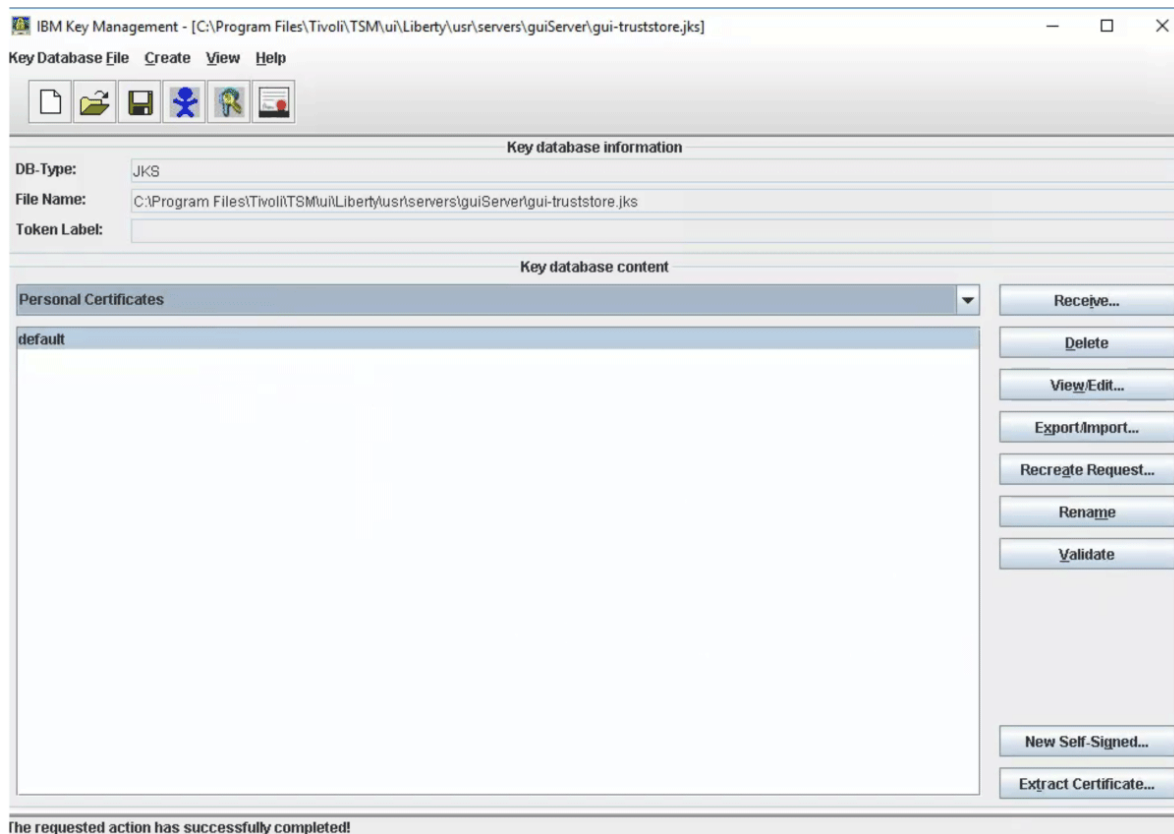 IBM Key Management - [C:\Program Files\Tivoli\TSM\ui\Liberty\usr\servers\guiServer\gui-truststore.jks]
Key Database File Create View Help
Key database information
DB-Type: JKS
File Name: C:\Program Files\Tivoli\TSM\ui\Liberty\usr\servers\guiServer\gui-truststore.jks
Token Label:
Key database content
Personal Certificates
Receive...
default
Delete
View/Edit...
Export/Import...
Recreate Request...
Rename
Validate
New Self-Signed...
Extract Certificate...
The requested action has successfully completed!